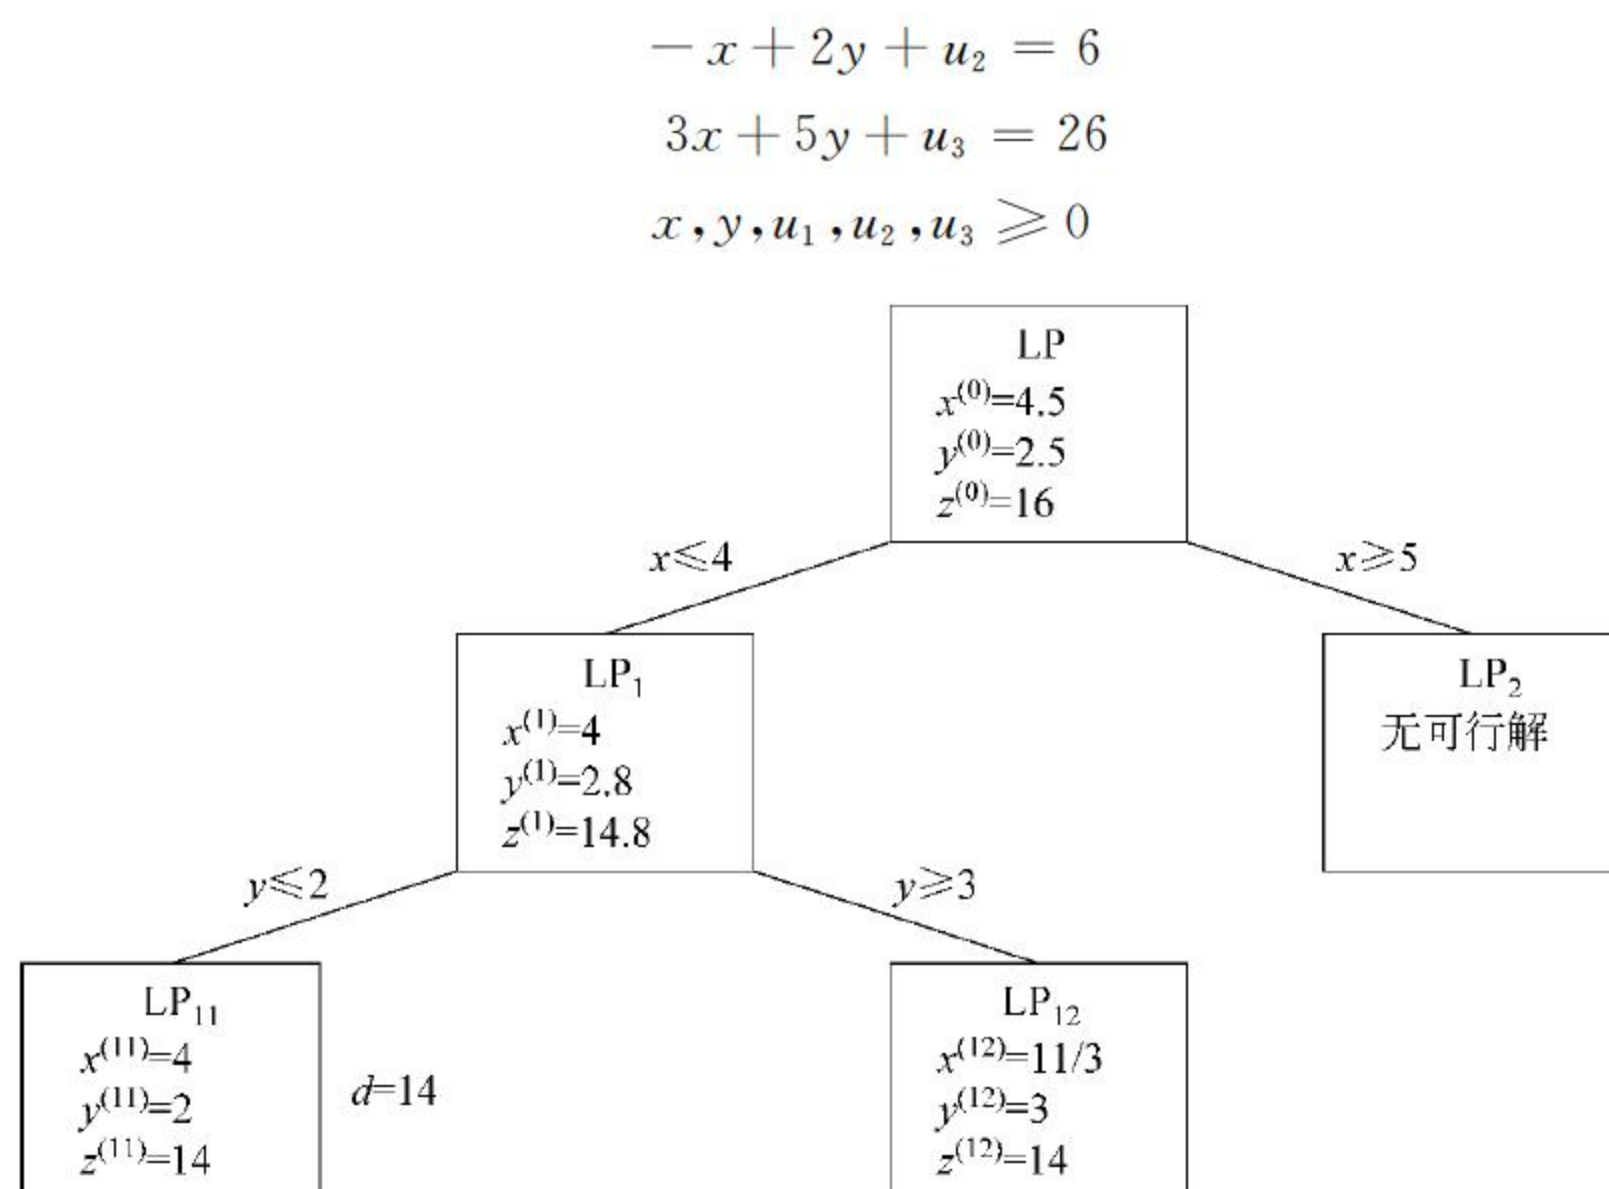 −x + 2y + u₂ = 6
3x + 5y + u₃ = 26
x, y, u₁, u₂, u₃ ⩾ 0
LP
x⁽⁰⁾=4.5
y⁽⁰⁾=2.5
z⁽⁰⁾=16
x⩽4
x⩾5
LP₁
x⁽¹⁾=4
y⁽¹⁾=2.8
z⁽¹⁾=14.8
LP₂
无可行解
y⩽2
y⩾3
LP₁₁
x⁽¹¹⁾=4
y⁽¹¹⁾=2
z⁽¹¹⁾=14
d=14
LP₁₂
x⁽¹²⁾=11/3
y⁽¹²⁾=3
z⁽¹²⁾=14